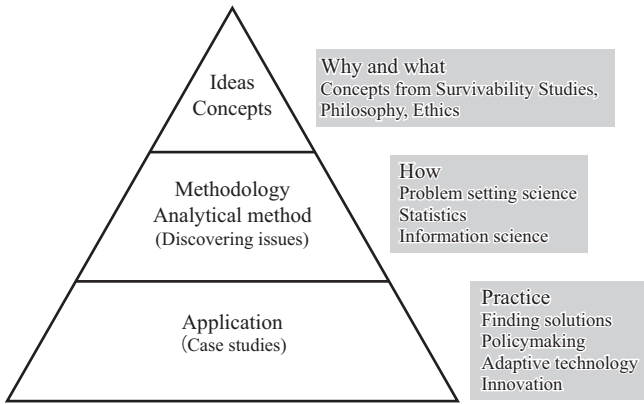 Ideas
Concepts
Why and what
Concepts from Survivability Studies,
Philosophy, Ethics
Methodology
Analytical method
(Discovering issues)
How
Problem setting science
Statistics
Information science
Application
(Case studies)
Practice
Finding solutions
Policymaking
Adaptive technology
Innovation